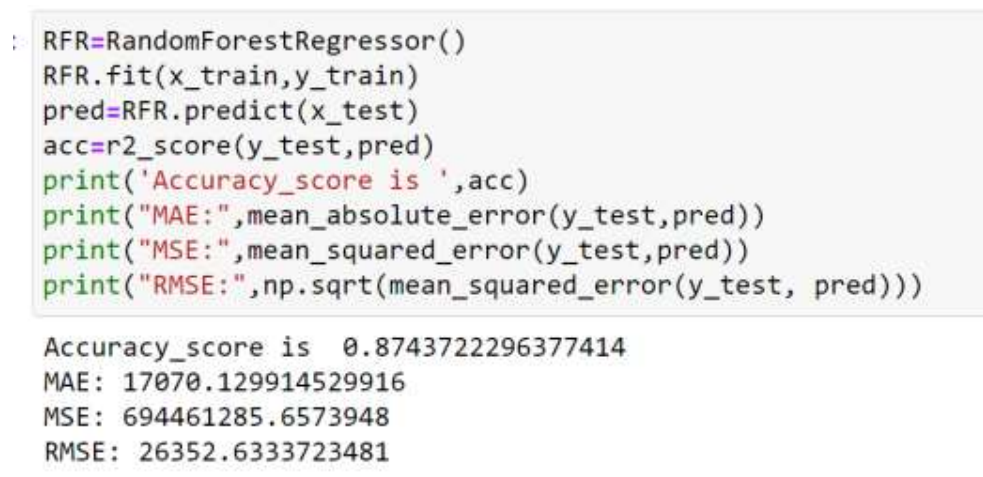 RFR=RandomForestRegressor()
RFR.fit(x_train,y_train)
pred=RFR.predict(x_test)
acc=r2_score(y_test,pred)
print('Accuracy_score is ',acc)
print("MAE:",mean_absolute_error(y_test,pred))
print("MSE:",mean_squared_error(y_test,pred))
print("RMSE:",np.sqrt(mean_squared_error(y_test, pred)))
Accuracy_score is  0.8743722296377414
MAE: 17070.129914529916
MSE: 694461285.6573948
RMSE: 26352.6333723481